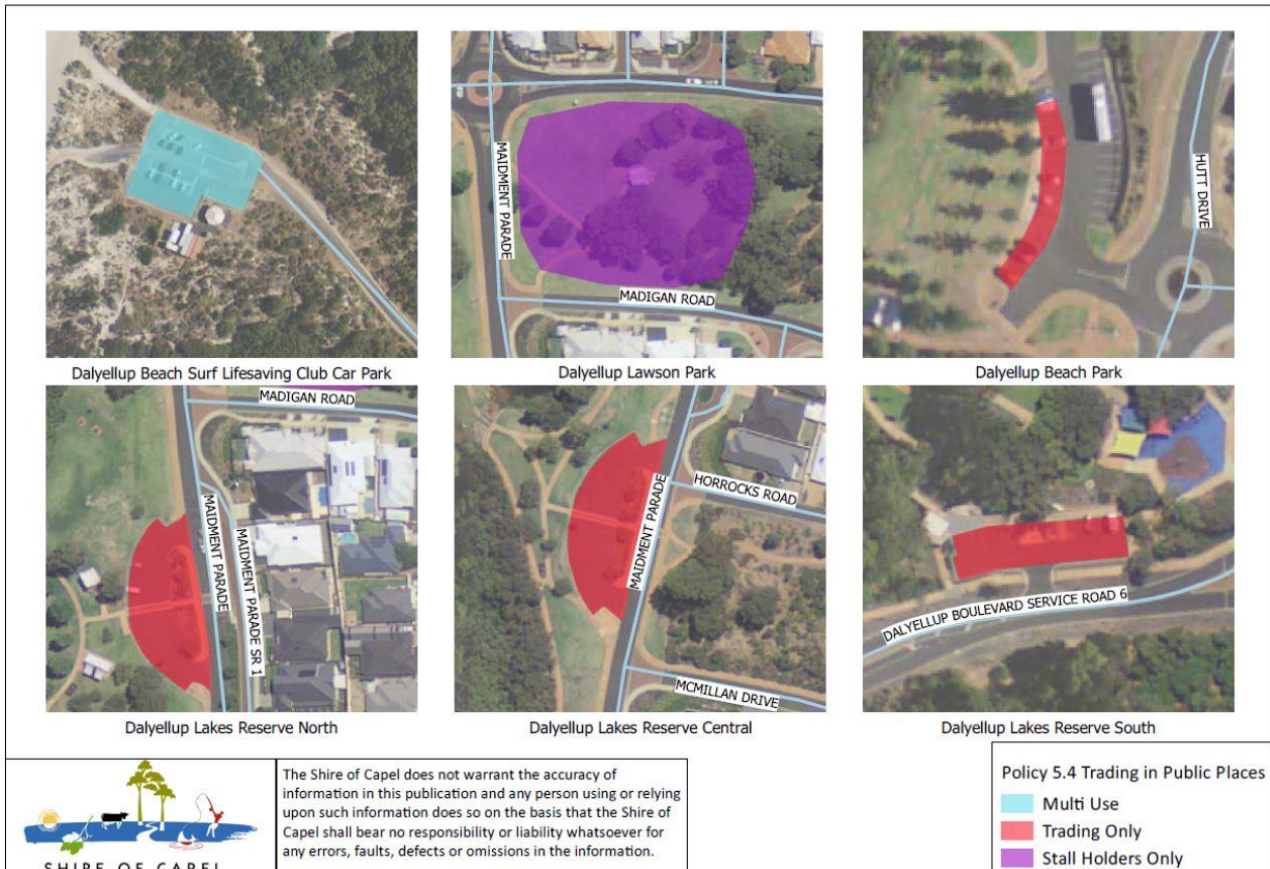 MAIDMENT PARADE
MADIGAN ROAD
HUTT DRIVE
Dalyellup Beach Surf Lifesaving Club Car Park
Dalyellup Lawson Park
Dalyellup Beach Park
MADIGAN ROAD
MAIDMENT PARADE
MAIDMENT PARADE SR 1
MAIDMENT PARADE
HORROCKS ROAD
MCMILLAN DRIVE
DALYELLUP BOULEVARD SERVICE ROAD 6
Dalyellup Lakes Reserve North
Dalyellup Lakes Reserve Central
Dalyellup Lakes Reserve South
SHIRE OF CAPEL
The Shire of Capel does not warrant the accuracy of
information in this publication and any person using or relying
upon such information does so on the basis that the Shire of
Capel shall bear no responsibility or liability whatsoever for
any errors, faults, defects or omissions in the information.
Policy 5.4 Trading in Public Places
Multi Use
Trading Only
Stall Holders Only